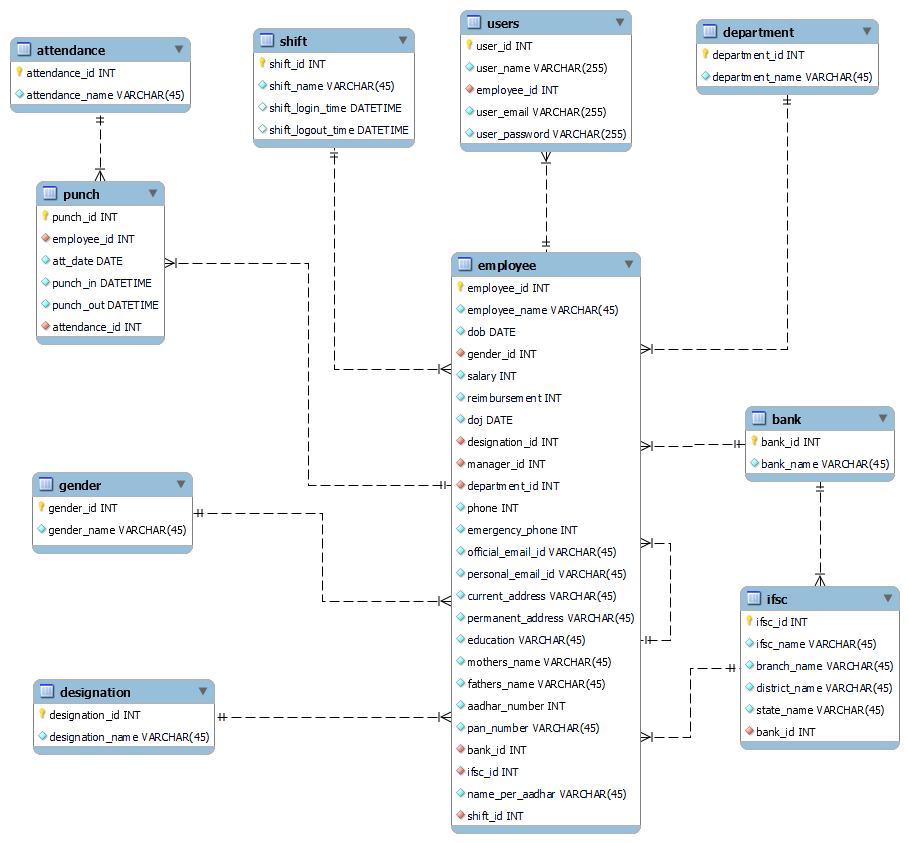 attendance
attendance_id INT
attendance_name VARCHAR(45)
shift
shift_id INT
shift_name VARCHAR(45)
shift_login_time DATETIME
shift_logout_time DATETIME
users
user_id INT
user_name VARCHAR(255)
employee_id INT
user_email VARCHAR(255)
user_password VARCHAR(255)
department
department_id INT
department_name VARCHAR(45)
punch
punch_id INT
employee_id INT
att_date DATE
punch_in DATETIME
punch_out DATETIME
attendance_id INT
employee
employee_id INT
employee_name VARCHAR(45)
dob DATE
gender_id INT
salary INT
reimbursement INT
doj DATE
designation_id INT
manager_id INT
department_id INT
phone INT
emergency_phone INT
official_email_id VARCHAR(45)
personal_email_id VARCHAR(45)
current_address VARCHAR(45)
permanent_address VARCHAR(45)
education VARCHAR(45)
mothers_name VARCHAR(45)
fathers_name VARCHAR(45)
aadhar_number INT
pan_number VARCHAR(45)
bank_id INT
ifsc_id INT
name_per_aadhar VARCHAR(45)
shift_id INT
bank
bank_id INT
bank_name VARCHAR(45)
gender
gender_id INT
gender_name VARCHAR(45)
ifsc
ifsc_id INT
ifsc_name VARCHAR(45)
branch_name VARCHAR(45)
district_name VARCHAR(45)
state_name VARCHAR(45)
bank_id INT
designation
designation_id INT
designation_name VARCHAR(45)